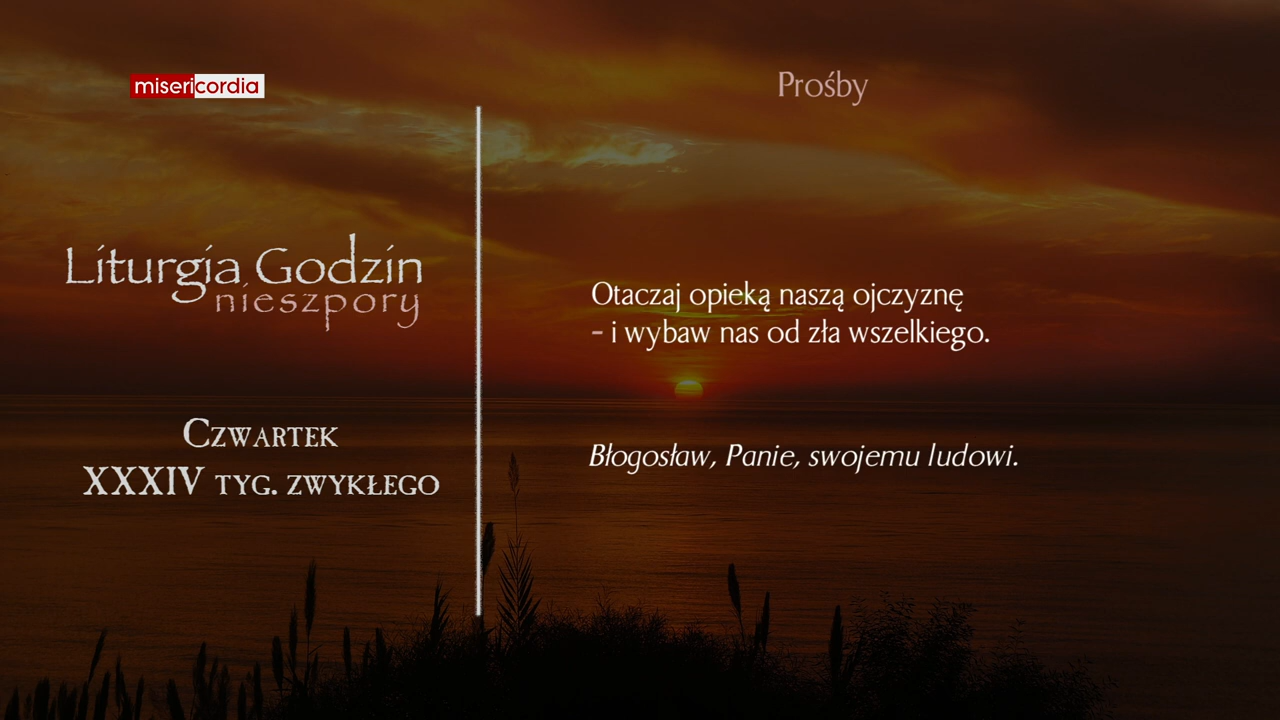 misericordia
Prośby
Liturgia Godzin
nieszpory
Otaczaj opieką naszą ojczyznę
- i wybaw nas od zła wszelkiego.
Czwartek
XXXIV tyg. zwykłego
Błogosław, Panie, swojemu ludowi.